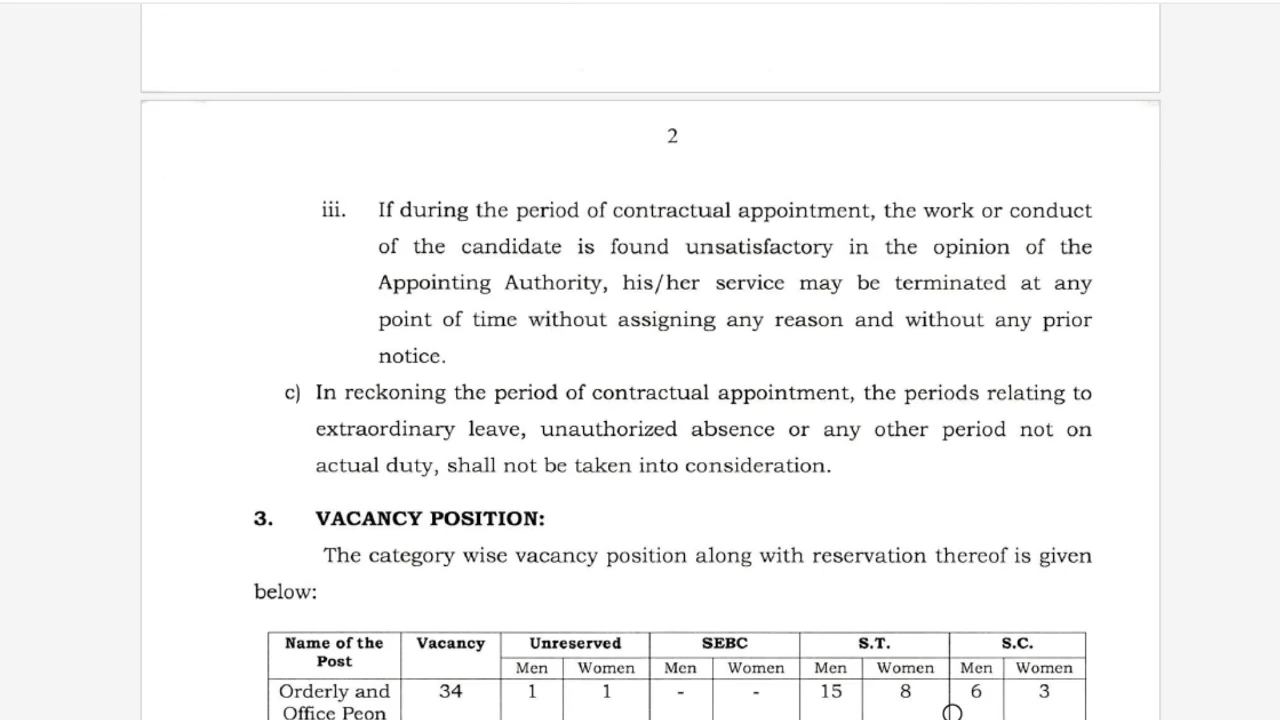 2
iii. If during the period of contractual appointment, the work or conduct
of the candidate is found unsatisfactory in the opinion of the
Appointing Authority, his/her service may be terminated at any
point of time without assigning any reason and without any prior
notice.
c) In reckoning the period of contractual appointment, the periods relating to
extraordinary leave, unauthorized absence or any other period not on
actual duty, shall not be taken into consideration.
3. VACANCY POSITION:
The category wise vacancy position along with reservation thereof is given
below:
Name of the Vacancy Unreserved SEBC S.T. S.C.
Post
Men Women Men Women Men Women Men Women
Orderly and 34 1 1 - - 15 8 6 3
Office Peon